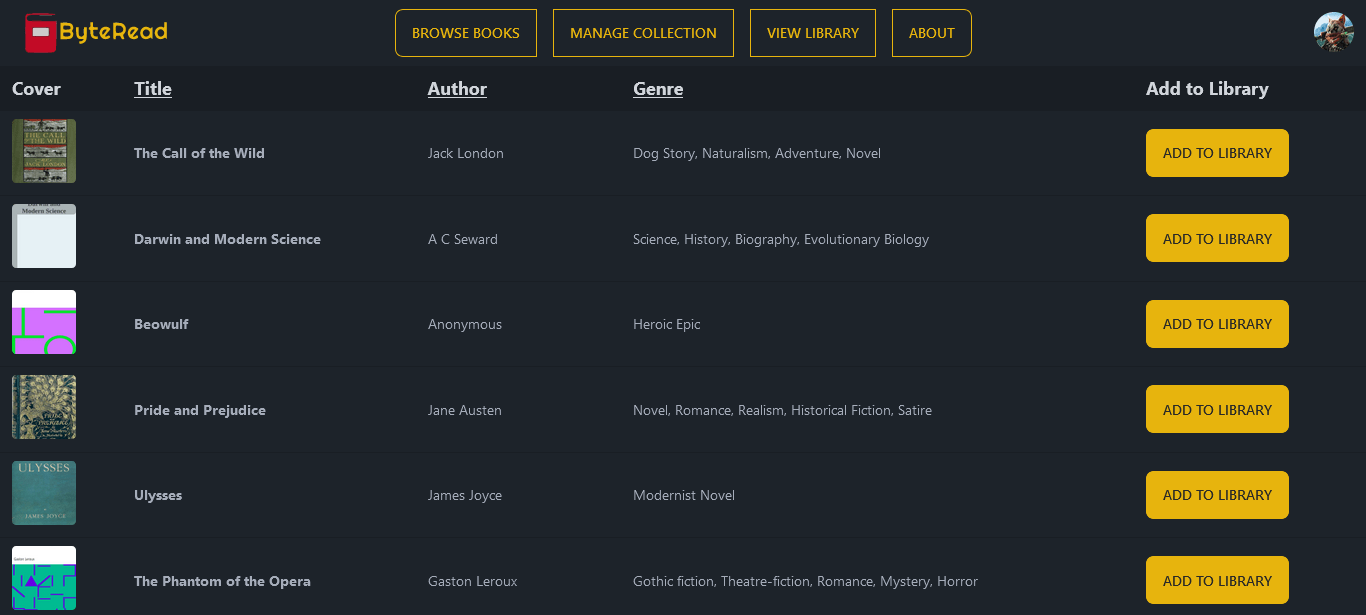 ByteRead
BROWSE BOOKS MANAGE COLLECTION VIEW LIBRARY ABOUT
Cover Title Author Genre Add to Library
THE CALL
OF THE WILD
JACK LONDON
The Call of the Wild Jack London Dog Story, Naturalism, Adventure, Novel ADD TO LIBRARY
Modern Science
Darwin and Modern Science A C Seward Science, History, Biography, Evolutionary Biology ADD TO LIBRARY
Beowulf Anonymous Heroic Epic ADD TO LIBRARY
PRIDE
PREJUDICE
Pride and Prejudice Jane Austen Novel, Romance, Realism, Historical Fiction, Satire ADD TO LIBRARY
ULYSSES
JAMES JOYCE
Ulysses James Joyce Modernist Novel ADD TO LIBRARY
The Phantom of the Opera Gaston Leroux Gothic fiction, Theatre-fiction, Romance, Mystery, Horror ADD TO LIBRARY